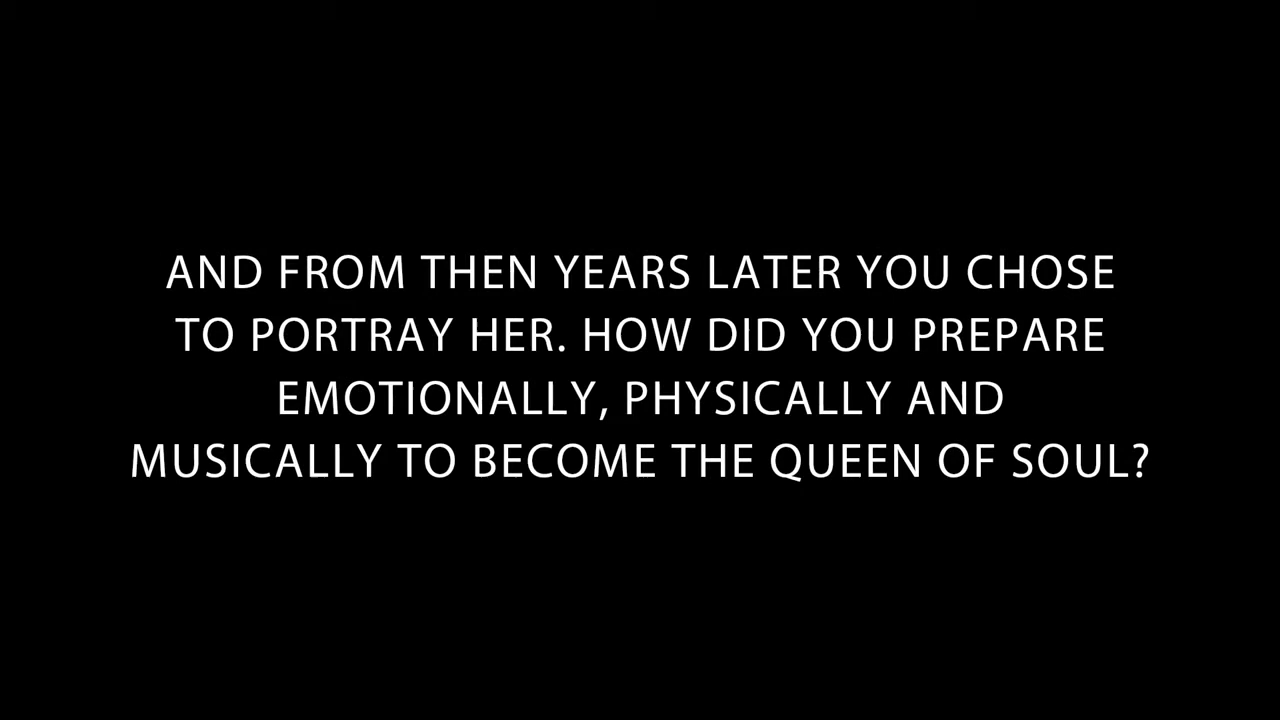 AND FROM THEN YEARS LATER YOU CHOSE
TO PORTRAY HER. HOW DID YOU PREPARE
EMOTIONALLY, PHYSICALLY AND
MUSICALLY TO BECOME THE QUEEN OF SOUL?